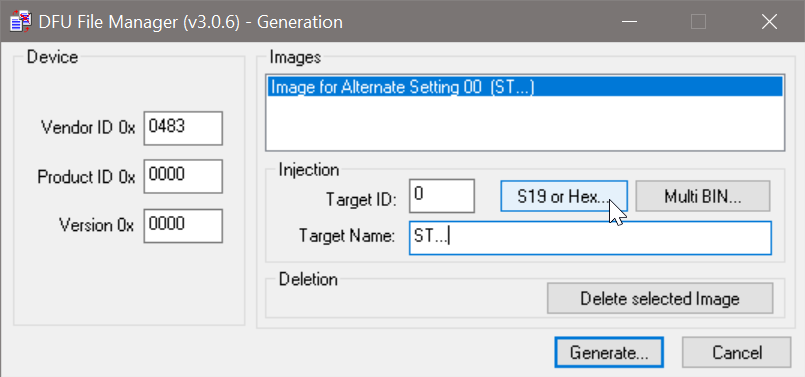 DFU File Manager (v3.0.6) - Generation
Device
Vendor ID 0x 0483
Product ID 0x 0000
Version 0x 0000
Images
Image for Alternate Setting 00 (ST...)
Injection
Target ID: 0 S19 or Hex... Multi BIN...
Target Name: ST...
Deletion
Delete selected Image
Generate... Cancel